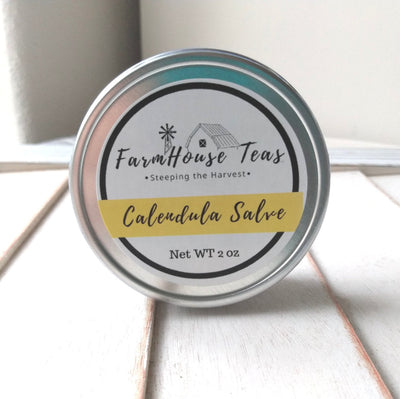 FarmHouse Teas
•Steeping the Harvest•
Calendula Salve
Net WT 2 oz